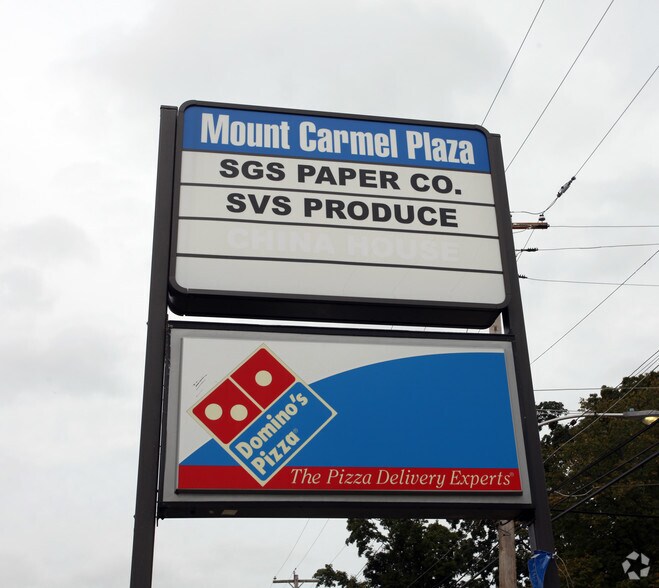 Mount Carmel Plaza
SGS PAPER CO.
SVS PRODUCE
CHINA HOUSE
Domino's
Pizza®
The Pizza Delivery Experts®